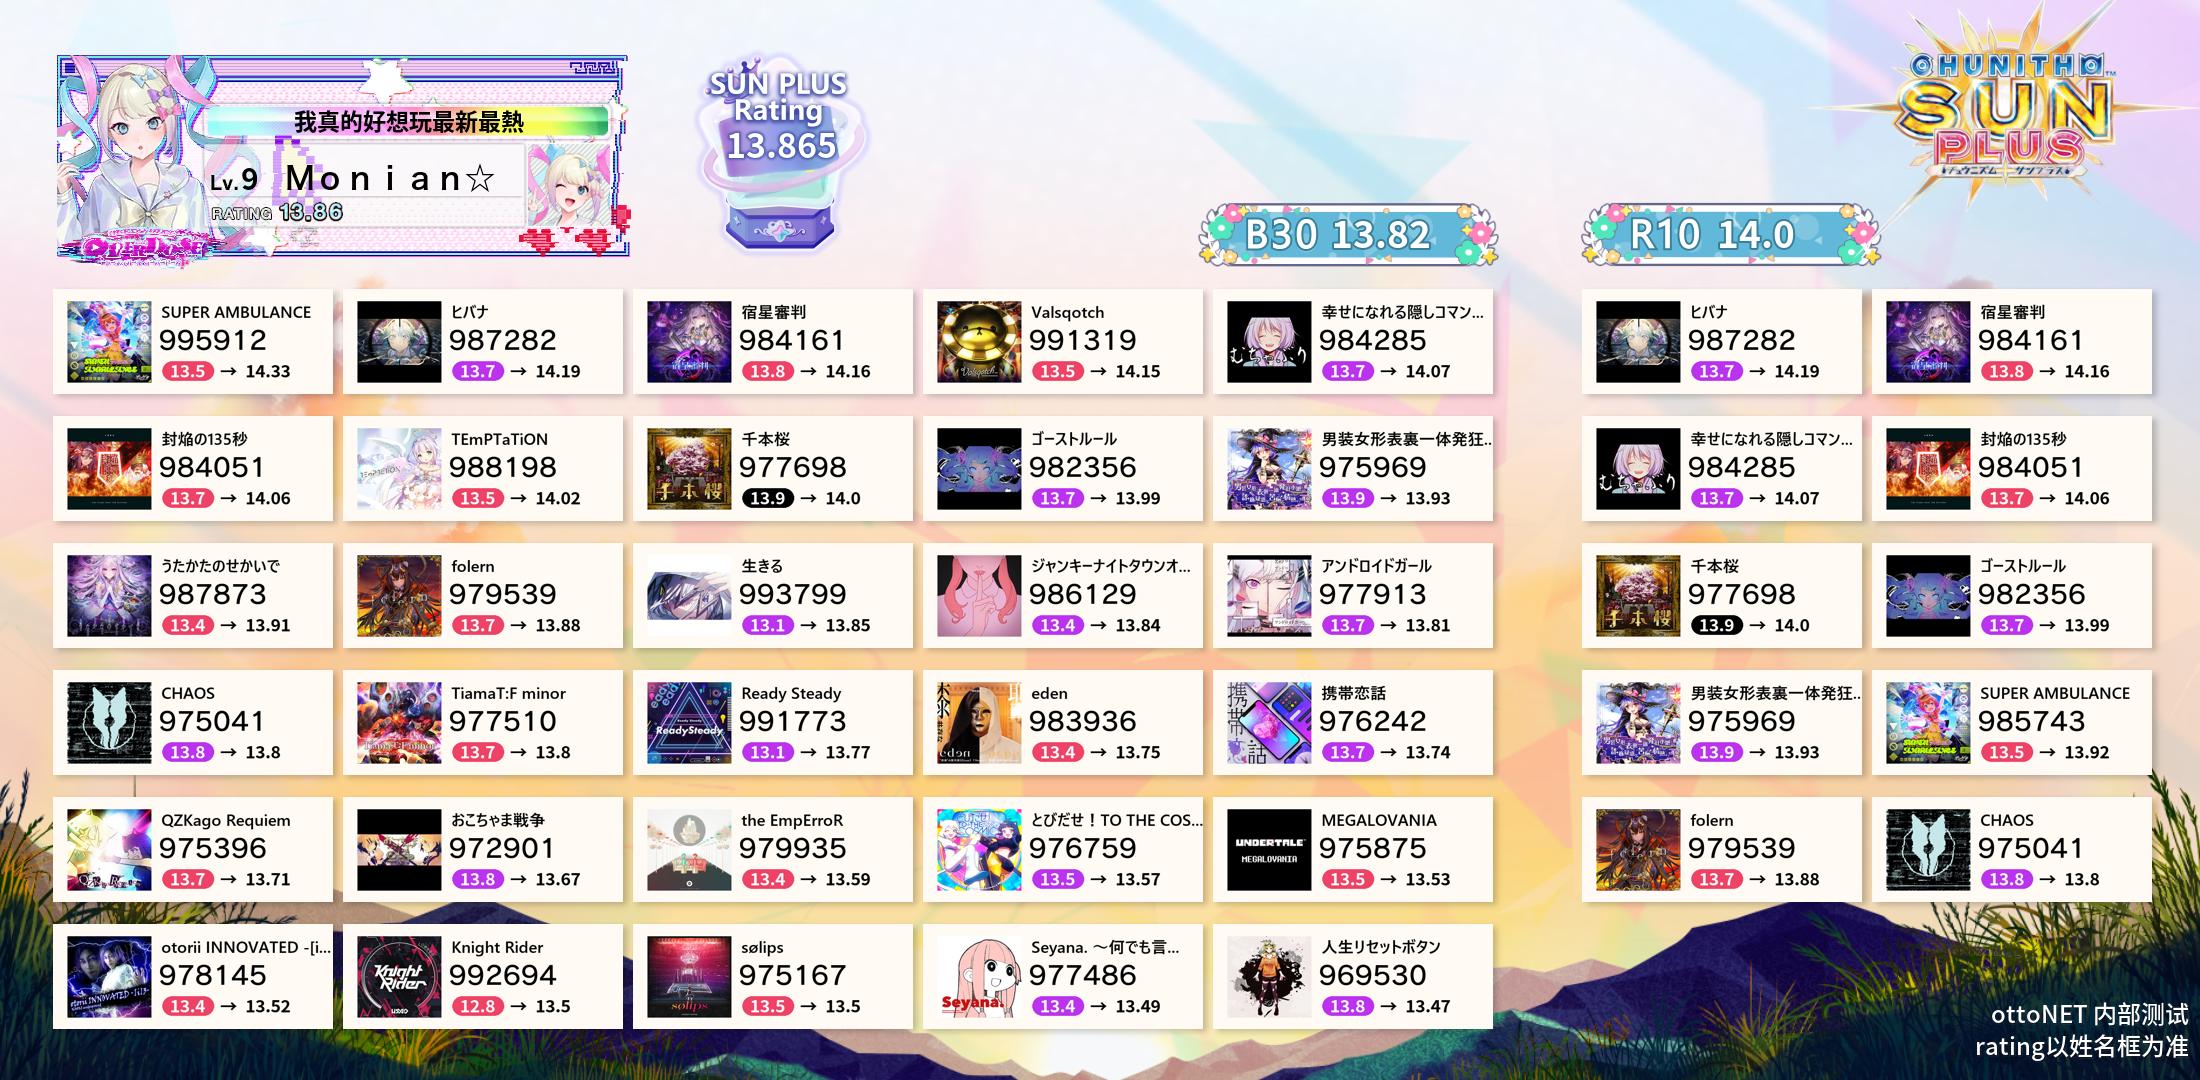 我真的好想玩最新最熱
Lv.9 Monian☆
RATING 13.86
OVERDOSE
SUN PLUS
Rating
13.865
CHUNITHM
SUN
PLUS
チュウニズム サンプラス
B30 13.82
R10 14.0
SUPER AMBULANCE
995912
13.5 → 14.33
ヒバナ
987282
13.7 → 14.19
宿星審判
984161
13.8 → 14.16
Valsqotch
991319
13.5 → 14.15
幸せになれる隠しコマン...
984285
13.7 → 14.07
封焔の135秒
984051
13.7 → 14.06
TEmPTaTiON
988198
13.5 → 14.02
千本桜
977698
13.9 → 14.0
ゴーストルール
982356
13.7 → 13.99
男装女形表裏一体発狂..
975969
13.9 → 13.93
うたかたのせかいで
987873
13.4 → 13.91
folern
979539
13.7 → 13.88
生きる
993799
13.1 → 13.85
ジャンキーナイトタウンオ...
986129
13.4 → 13.84
アンドロイドガール
977913
13.7 → 13.81
CHAOS
975041
13.8 → 13.8
TiamaT:F minor
977510
13.7 → 13.8
Ready Steady
991773
13.1 → 13.77
eden
983936
13.4 → 13.75
携帯恋話
976242
13.7 → 13.74
QZKago Requiem
975396
13.7 → 13.71
おこちゃま戦争
972901
13.8 → 13.67
the EmpErroR
979935
13.4 → 13.59
とびだせ！TO THE COS...
976759
13.5 → 13.57
MEGALOVANIA
975875
13.5 → 13.53
otorii INNOVATED -[i...
978145
13.4 → 13.52
Knight Rider
992694
12.8 → 13.5
sølips
975167
13.5 → 13.5
Seyana. ～何でも言...
977486
13.4 → 13.49
人生リセットボタン
969530
13.8 → 13.47
ヒバナ
987282
13.7 → 14.19
宿星審判
984161
13.8 → 14.16
幸せになれる隠しコマン...
984285
13.7 → 14.07
封焔の135秒
984051
13.7 → 14.06
千本桜
977698
13.9 → 14.0
ゴーストルール
982356
13.7 → 13.99
男装女形表裏一体発狂..
975969
13.9 → 13.93
SUPER AMBULANCE
985743
13.5 → 13.92
folern
979539
13.7 → 13.88
CHAOS
975041
13.8 → 13.8
ottoNET 内部测试
rating以姓名框为准